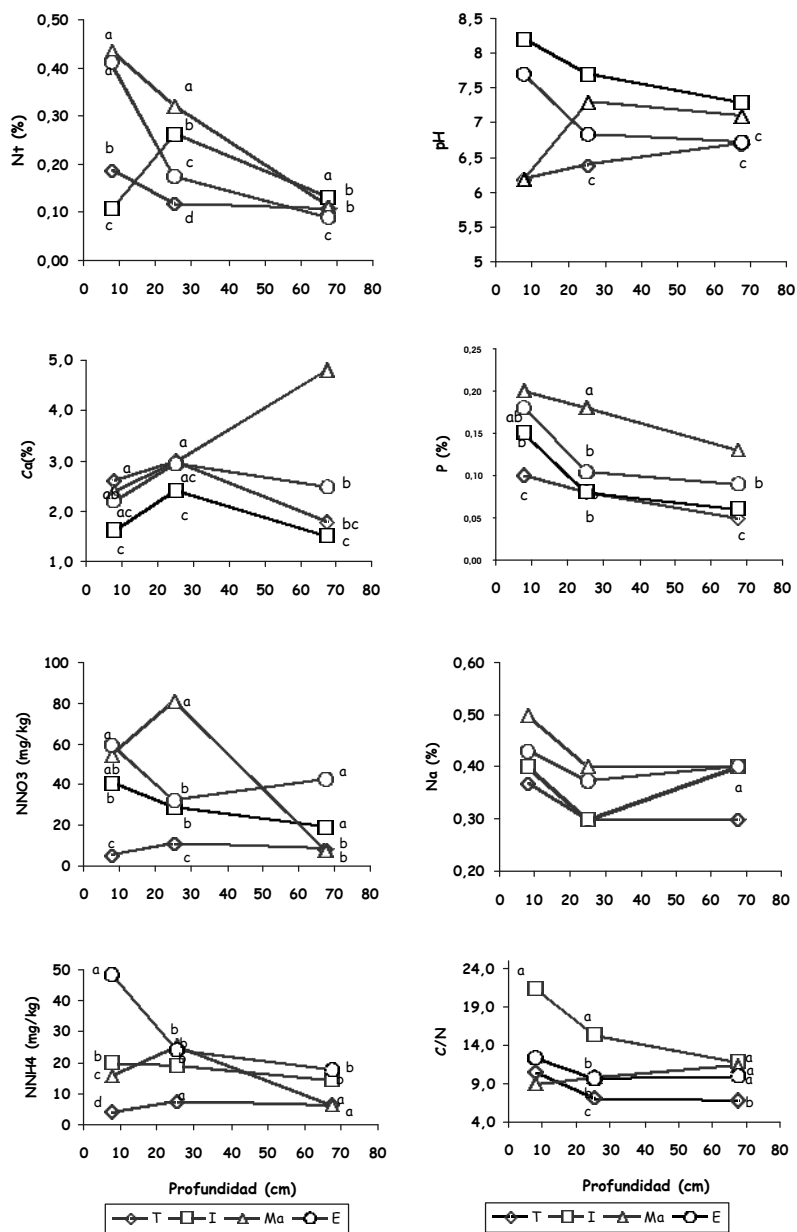 Nt (%)
0,50
0,40
0,30
0,20
0,10
0,00
a
a
b
c
a
b
c
d
a
b
b
c
0 10 20 30 40 50 60 70 80
pH
9
8,5
8
7,5
7
6,5
6
5,5
5
c
c
c
0 10 20 30 40 50 60 70 80
Ca(%)
5,0
4,0
3,0
2,0
1,0
a
ab
ac
c
a
ac
c
b
bc
c
0 10 20 30 40 50 60 70 80
P (%)
0,25
0,20
0,15
0,10
0,05
0,00
ab
b
c
a
b
b
b
c
0 10 20 30 40 50 60 70 80
NNO3 (mg/kg)
100
80
60
40
20
0
a
ab
b
c
a
b
b
c
a
a
b
b
0 10 20 30 40 50 60 70 80
Na (%)
0,60
0,50
0,40
0,30
0,20
a
0 10 20 30 40 50 60 70 80
NNH4 (mg/kg)
50
40
30
20
10
0
a
b
c
d
b
b
b
a
b
b
a
a
0 10 20 30 40 50 60 70 80
Profundidad (cm)
T I Ma E
C/N
24,0
19,0
14,0
9,0
4,0
a
a
b
b
c
a
a
a
b
0 10 20 30 40 50 60 70 80
Profundidad (cm)
T I Ma E